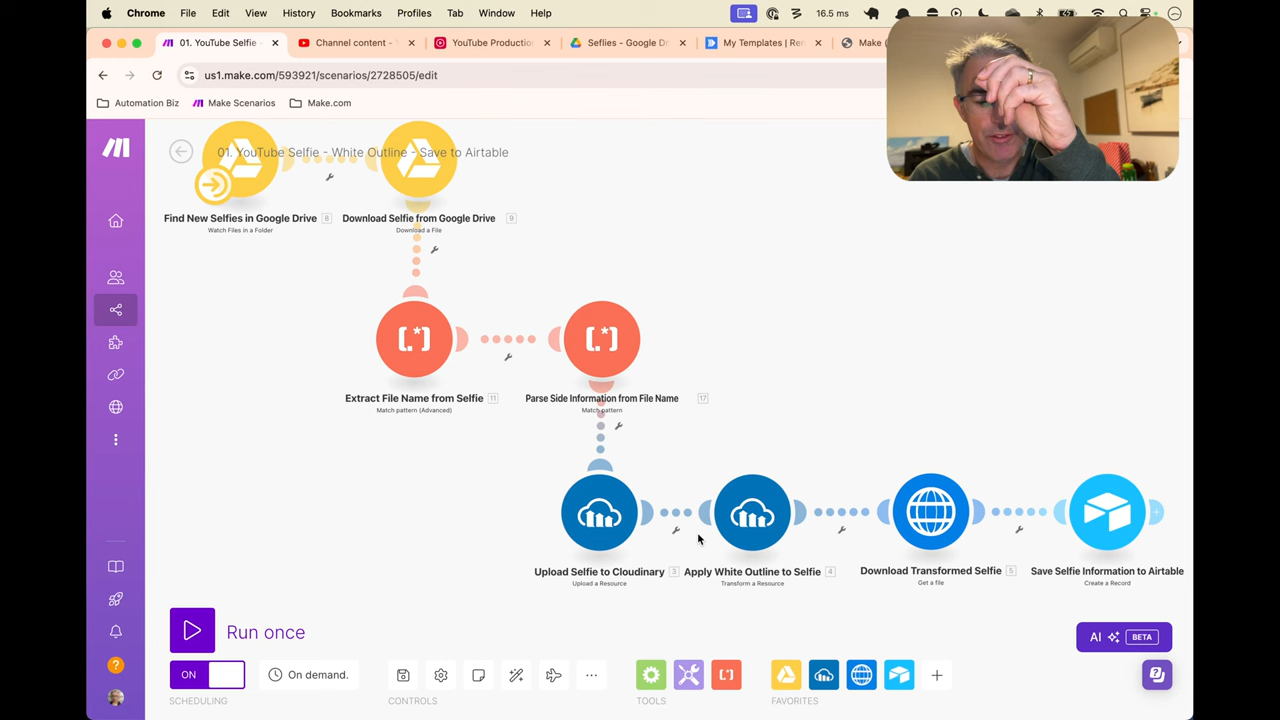 Chrome File Edit View History Bookmarks Profiles Tab Window Help 16.5 ms
01. YouTube Selfie -
Channel content -
YouTube Productio
Seflies - Google Dr
My Templates | Ren
Make (
us1.make.com/593921/scenarios/2728505/edit
Automation Biz Make Scenarios Make.com
01. YouTube Selfie - White Outline - Save to Airtable
Find New Selfies in Google Drive 8
Watch Files in a Folder
Download Selfie from Google Drive 9
Download a File
[.*] [.*]
Extract File Name from Selfie 11
Match pattern (Advanced)
Parse Side Information from File Name 17
Match pattern
Upload Selfie to Cloudinary 3
Upload a Resource
Apply White Outline to Selfie 4
Transform a Resource
Download Transformed Selfie 5
Get a file
Save Selfie Information to Airtable
Create a Record
Run once
AI BETA
ON
On demand.
SCHEDULING CONTROLS TOOLS FAVORITES